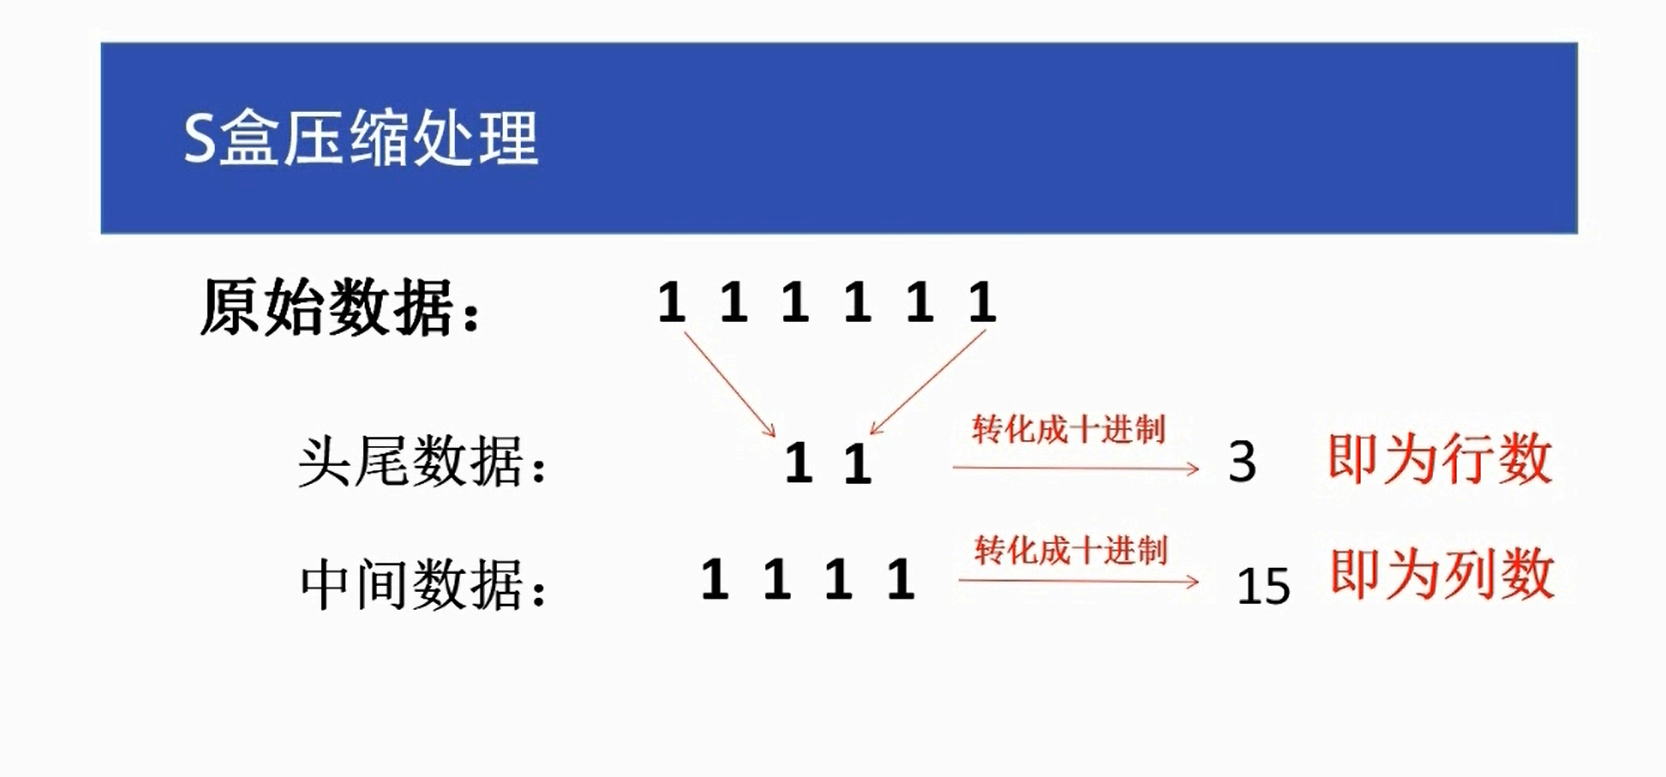 S盒压缩处理
原始数据： 1 1 1 1 1 1
头尾数据： 1 1 转化成十进制 3 即为行数
中间数据： 1 1 1 1 转化成十进制 15 即为列数